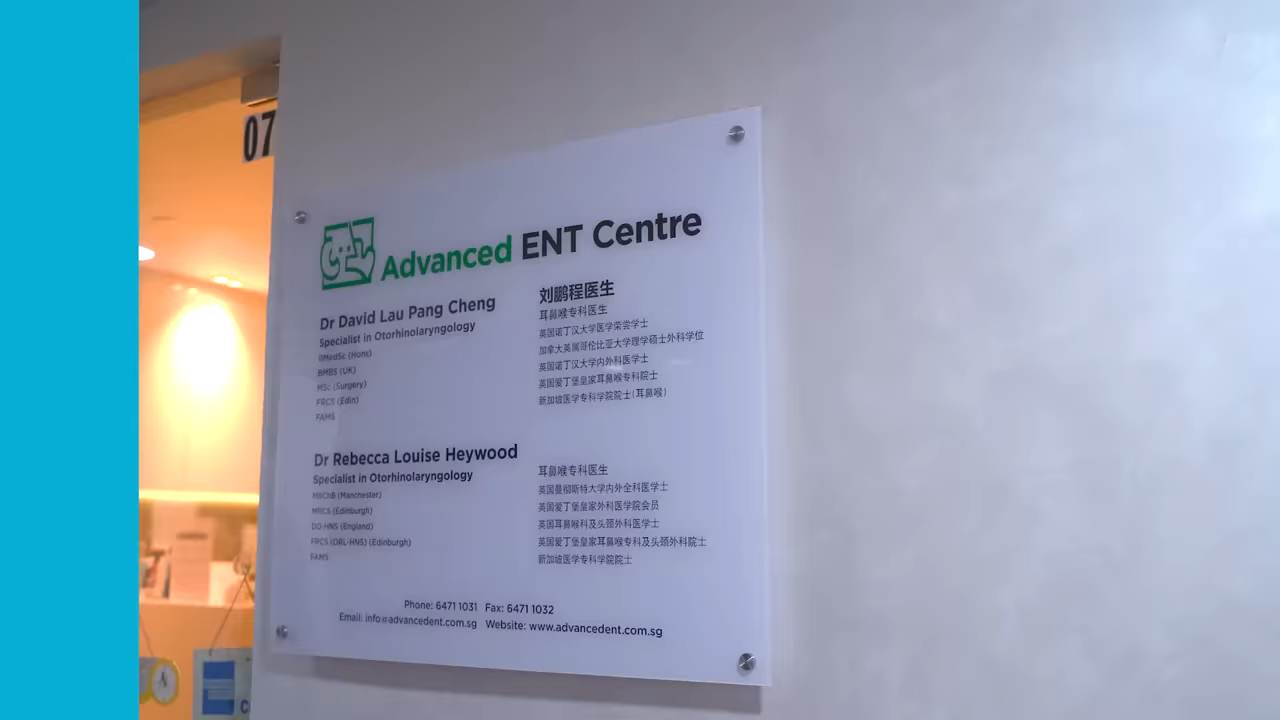 07
Advanced ENT Centre
Dr David Lau Pang Cheng
Specialist in Otorhinolaryngology
BMedSc (Hons)
BMBS (UK)
MSc (Surgery)
FRCS (Edin)
FAMS
刘鹏程医生
耳鼻喉专科医生
英国诺丁汉大学医学荣尝学士
加拿大英属哥伦比亚大学理学硕士外科学位
英国诺丁汉大学内外科医学士
英国爱丁堡皇家耳鼻喉专科院士
新加坡医学专科学院院士(耳鼻喉)
Dr Rebecca Louise Heywood
Specialist in Otorhinolaryngology
MBChB (Manchester)
MRCS (Edinburgh)
DO-HNS (England)
FRCS (ORL-HNS) (Edinburgh)
FAMS
耳鼻喉专科医生
英国曼彻斯特大学内外全科医学士
英国爱丁堡皇家外科医学院会员
英国耳鼻喉科及头颈外科医学士
英国爱丁堡皇家耳鼻喉专科及头颈外科院士
新加坡医学专科学院院士
Phone: 6471 1031 Fax: 6471 1032
Email: info@advancedent.com.sg Website: www.advancedent.com.sg